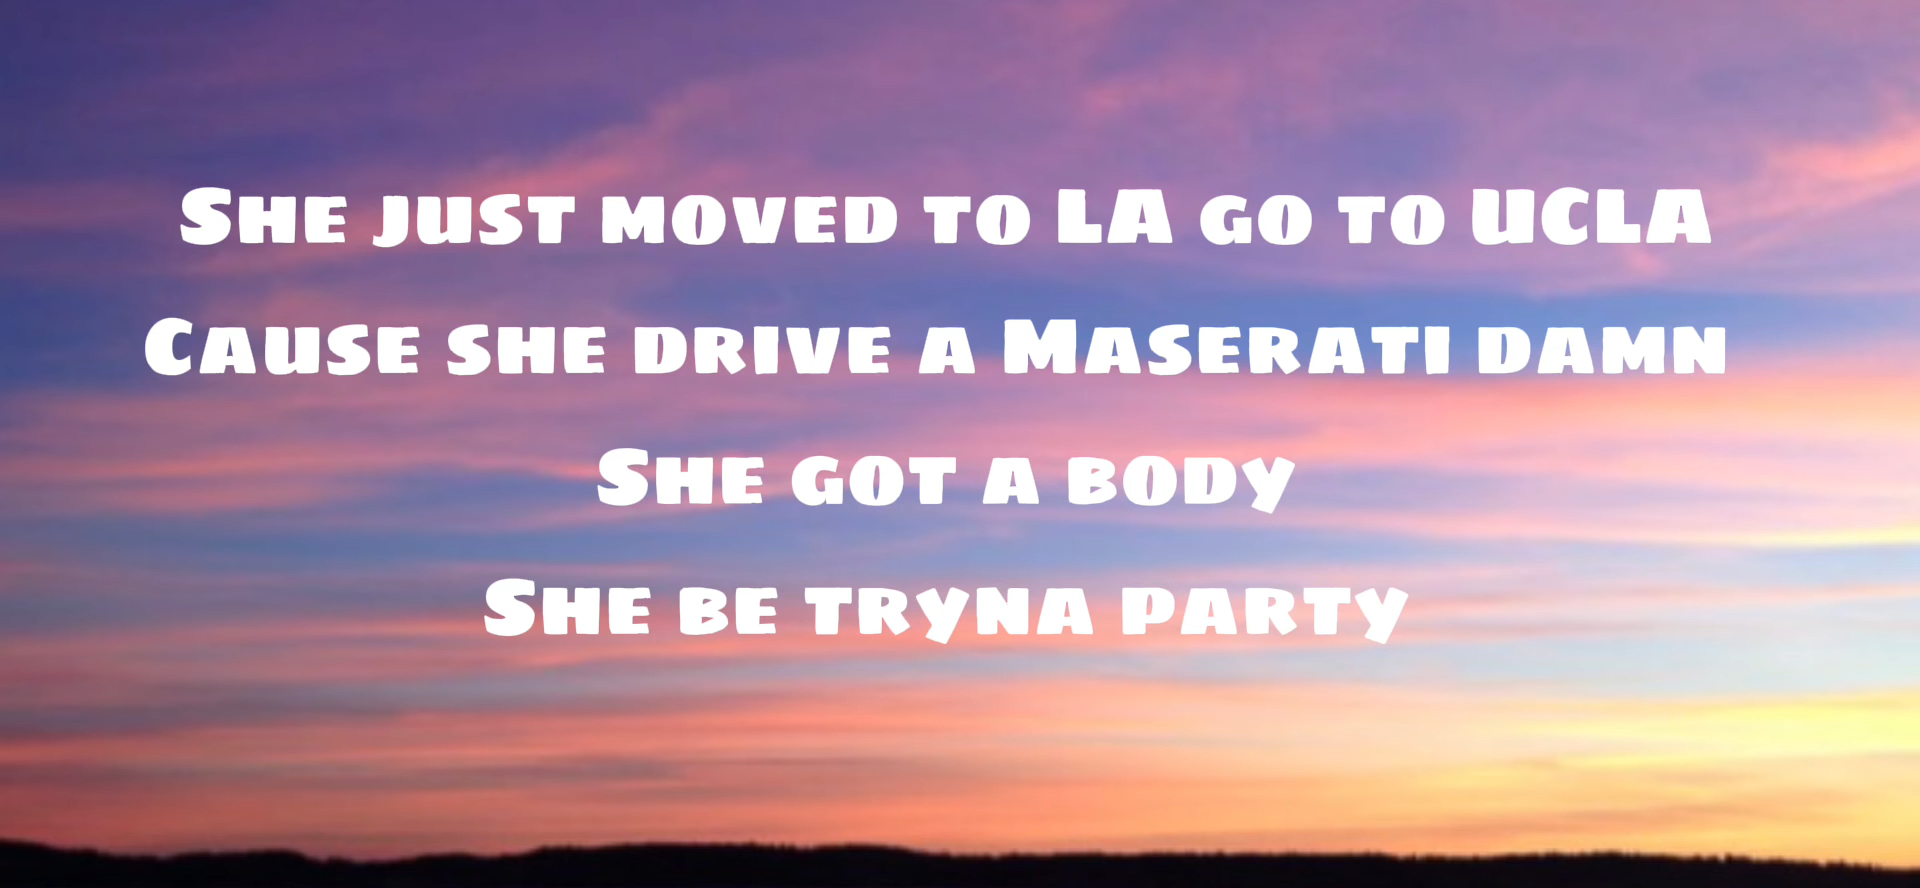 She just moved to LA go to UCLA
Cause she drive a Maserati damn
She got a body
She be tryna party